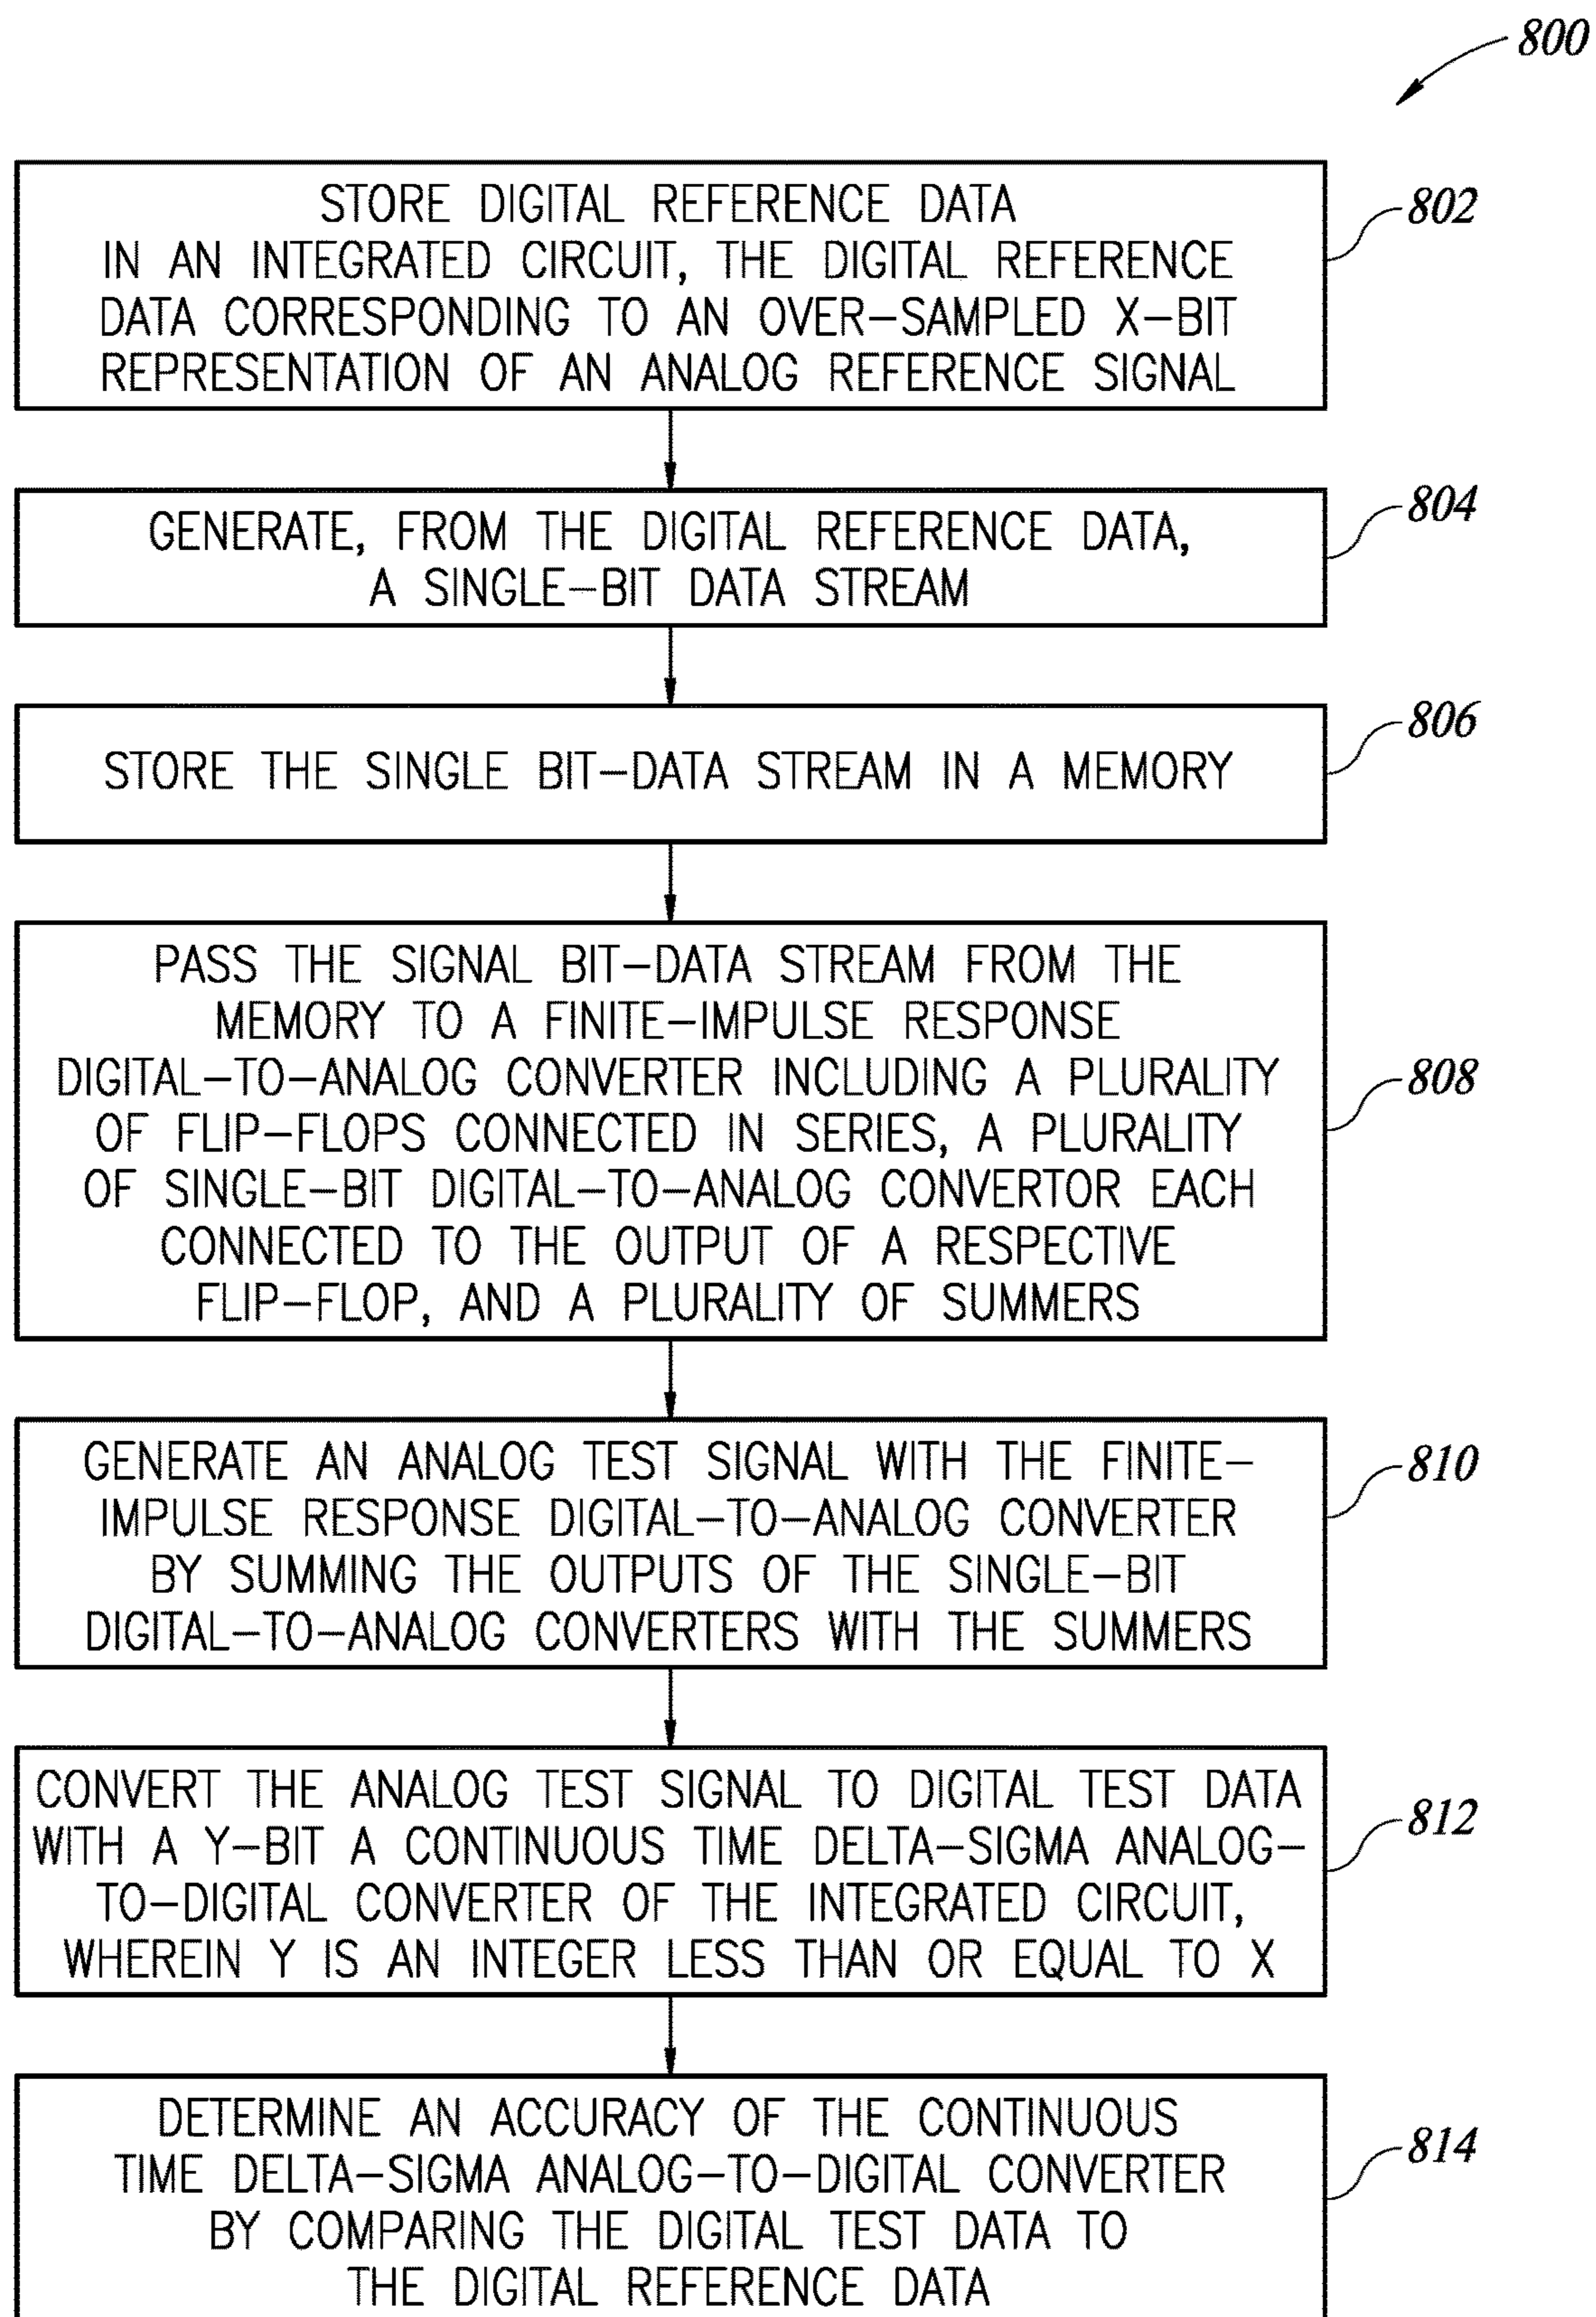 800
STORE DIGITAL REFERENCE DATA
IN AN INTEGRATED CIRCUIT, THE DIGITAL REFERENCE
DATA CORRESPONDING TO AN OVER-SAMPLED X-BIT
REPRESENTATION OF AN ANALOG REFERENCE SIGNAL
802
GENERATE, FROM THE DIGITAL REFERENCE DATA,
A SINGLE-BIT DATA STREAM
804
STORE THE SINGLE BIT-DATA STREAM IN A MEMORY
806
PASS THE SIGNAL BIT-DATA STREAM FROM THE
MEMORY TO A FINITE-IMPULSE RESPONSE
DIGITAL-TO-ANALOG CONVERTER INCLUDING A PLURALITY
OF FLIP-FLOPS CONNECTED IN SERIES, A PLURALITY
OF SINGLE-BIT DIGITAL-TO-ANALOG CONVERTOR EACH
CONNECTED TO THE OUTPUT OF A RESPECTIVE
FLIP-FLOP, AND A PLURALITY OF SUMMERS
808
GENERATE AN ANALOG TEST SIGNAL WITH THE FINITE-
IMPULSE RESPONSE DIGITAL-TO-ANALOG CONVERTER
BY SUMMING THE OUTPUTS OF THE SINGLE-BIT
DIGITAL-TO-ANALOG CONVERTERS WITH THE SUMMERS
810
CONVERT THE ANALOG TEST SIGNAL TO DIGITAL TEST DATA
WITH A Y-BIT A CONTINUOUS TIME DELTA-SIGMA ANALOG-
TO-DIGITAL CONVERTER OF THE INTEGRATED CIRCUIT,
WHEREIN Y IS AN INTEGER LESS THAN OR EQUAL TO X
812
DETERMINE AN ACCURACY OF THE CONTINUOUS
TIME DELTA-SIGMA ANALOG-TO-DIGITAL CONVERTER
BY COMPARING THE DIGITAL TEST DATA TO
THE DIGITAL REFERENCE DATA
814